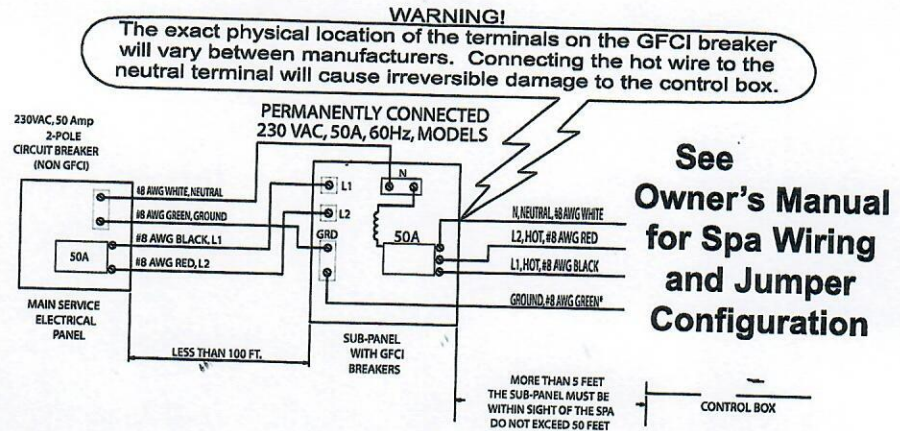 WARNING!
The exact physical location of the terminals on the GFCI breaker
will vary between manufacturers. Connecting the hot wire to the
neutral terminal will cause irreversible damage to the control box.
PERMANENTLY CONNECTED
230 VAC, 50A, 60Hz, MODELS
230VAC, 50 Amp
2-POLE
CIRCUIT BREAKER
(NON GFCI)
#8 AWG WHITE, NEUTRAL
#8 AWG GREEN, GROUND
#8 AWG BLACK, L1
#8 AWG RED, L2
50A
MAIN SERVICE
ELECTRICAL
PANEL
LESS THAN 100 FT.
L1
L2
GRD
N
50A
SUB-PANEL
WITH GFCI
BREAKERS
N, NEUTRAL, #8 AWG WHITE
L2, HOT, #8 AWG RED
L1, HOT, #8 AWG BLACK
GROUND, #8 AWG GREEN*
See
Owner's Manual
for Spa Wiring
and Jumper
Configuration
MORE THAN 5 FEET
THE SUB-PANEL MUST BE
WITHIN SIGHT OF THE SPA
DO NOT EXCEED 50 FEET
CONTROL BOX